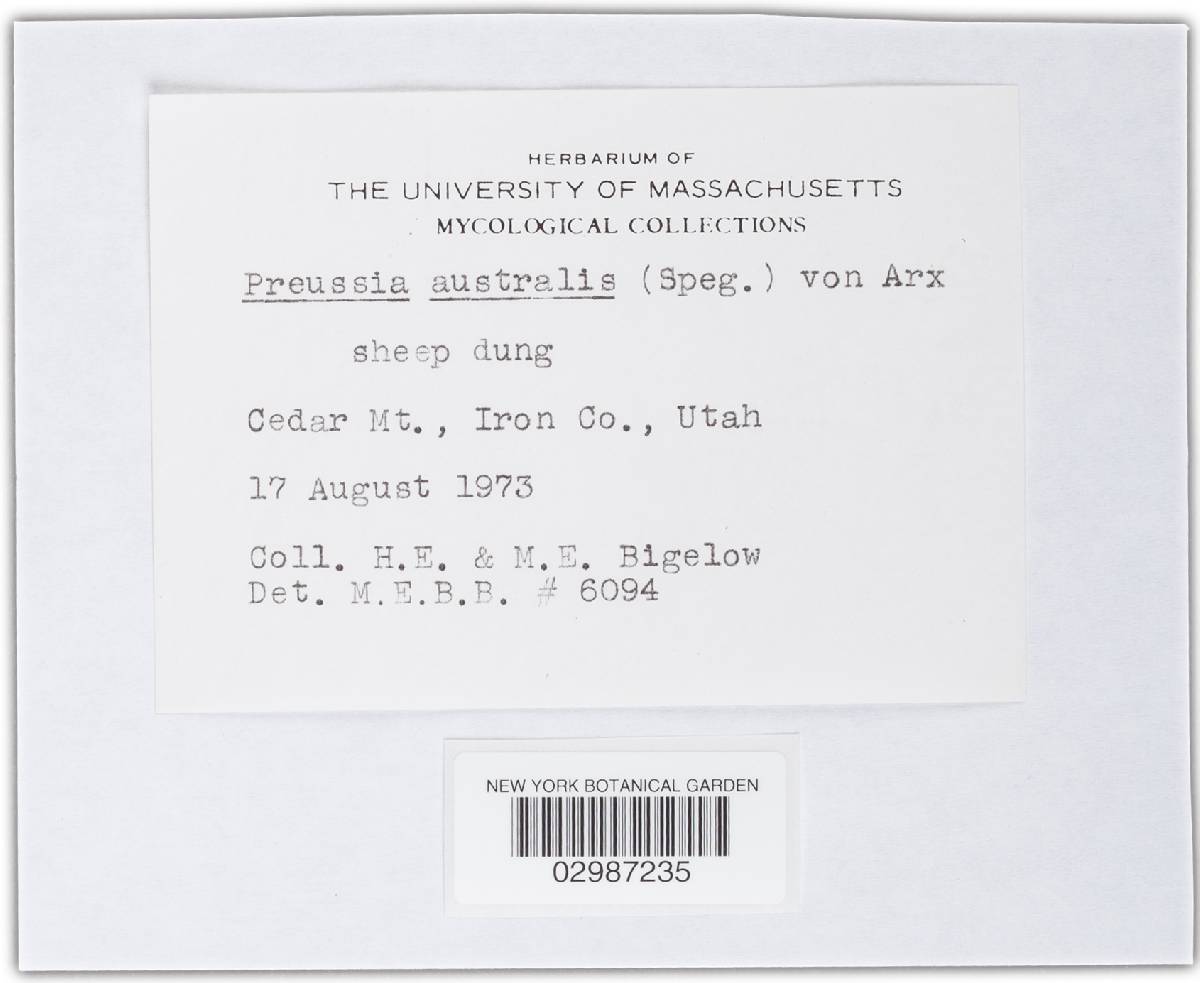 HERBARIUM OF
THE UNIVERSITY OF MASSACHUSETTS
MYCOLOGICAL COLLECTIONS
Preussia australis (Speg.) von Arx
sheep dung
Cedar Mt., Iron Co., Utah
17 August 1973
Coll. H.E. & M.E. Bigelow
Det. M.E.B.B. # 6094
NEW YORK BOTANICAL GARDEN
02987235